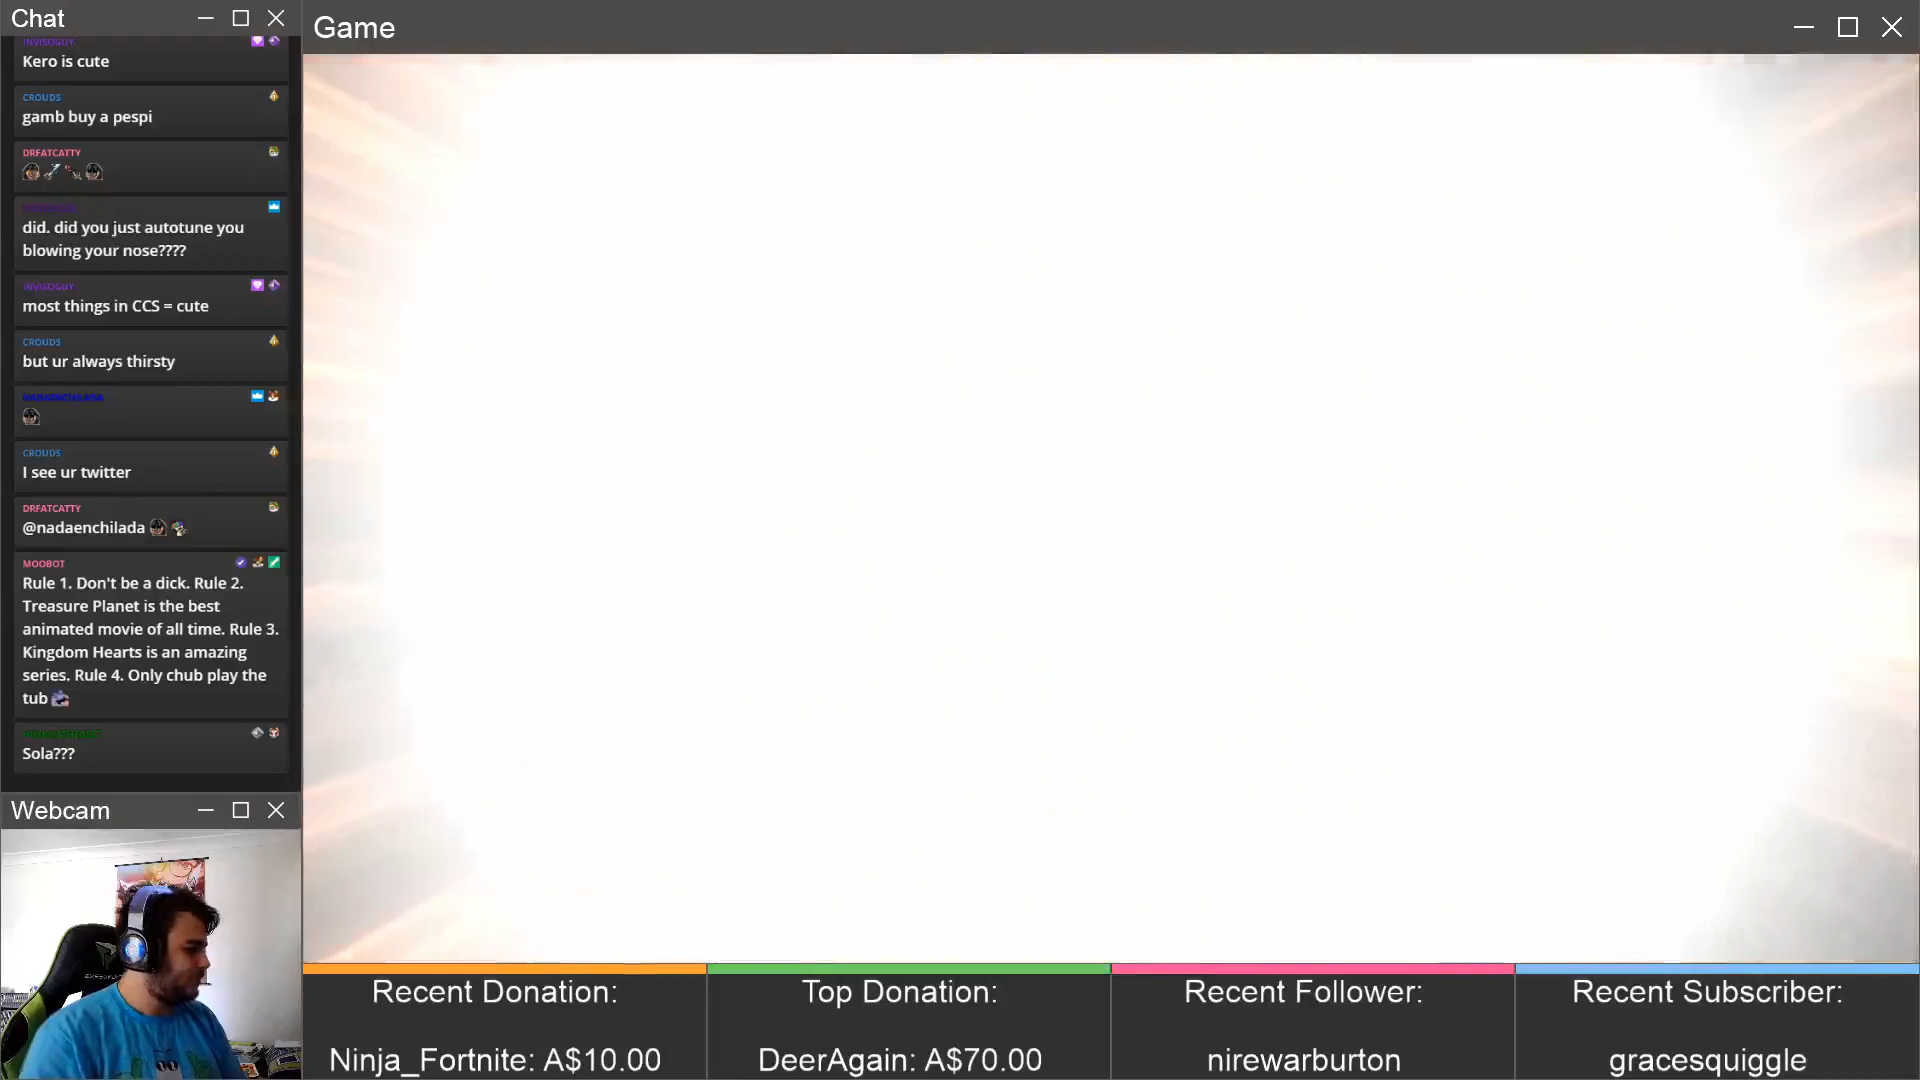 Chat
INVISOGUY
Kero is cute
CROUDS
gamb buy a pespi
DRFATCATTY
did. did you just autotune you
blowing your nose????
INVISOGUY
most things in CCS = cute
CROUDS
but ur always thirsty
NADAENCHILADA
CROUDS
I see ur twitter
DRFATCATTY
@nadaenchilada
MOOBOT
Rule 1. Don't be a dick. Rule 2.
Treasure Planet is the best
animated movie of all time. Rule 3.
Kingdom Hearts is an amazing
series. Rule 4. Only chub play the
tub
Sola???
Webcam
Game
Recent Donation:
Ninja_Fortnite: A$10.00
Top Donation:
DeerAgain: A$70.00
Recent Follower:
nirewarburton
Recent Subscriber:
gracesquiggle